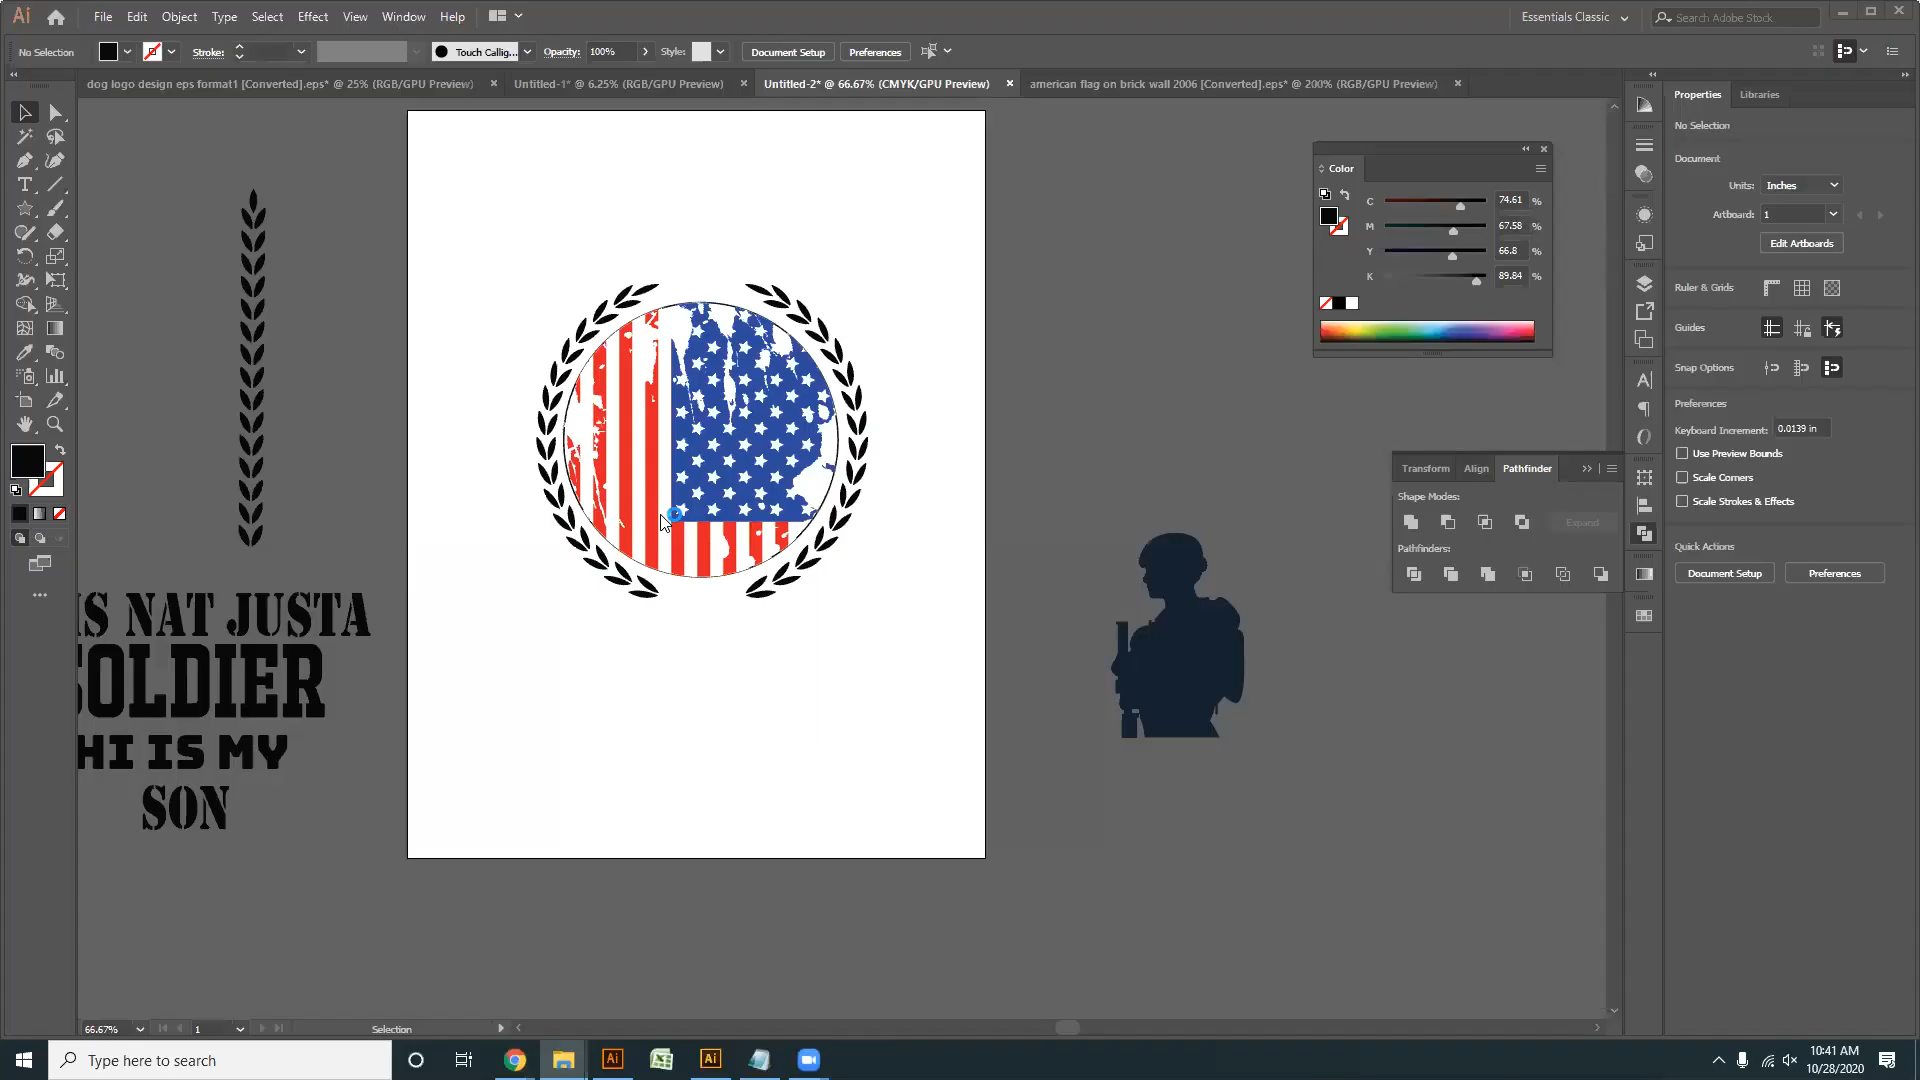 Ai File Edit Object Type Select Effect View Window Help Essentials Classic Search Adobe Stock
No Selection Stroke: Touch Callig... Opacity: 100% Style: Document Setup Preferences
dog logo design eps format1 [Converted].eps* @ 25% (RGB/GPU Preview) Untitled-1* @ 6.25% (RGB/GPU Preview) Untitled-2* @ 66.67% (CMYK/GPU Preview) american flag on brick wall 2006 [Converted].eps* @ 200% (RGB/GPU Preview)
Properties Libraries
No Selection
Document
Units: Inches
Artboard: 1
Edit Artboards
Ruler & Grids
Guides
Snap Options
Preferences
Keyboard Increment: 0.0139 in
Use Preview Bounds
Scale Corners
Scale Strokes & Effects
Quick Actions
Document Setup Preferences
Color
C 74.61 %
M 67.58 %
Y 66.8 %
K 89.84 %
Transform Align Pathfinder
Shape Modes:
Expand
Pathfinders:
IS NAT JUSTA
SOLDIER
HI IS MY
SON
66.67% 1 Selection
Type here to search
Ai Ai
10:41 AM
10/28/2020